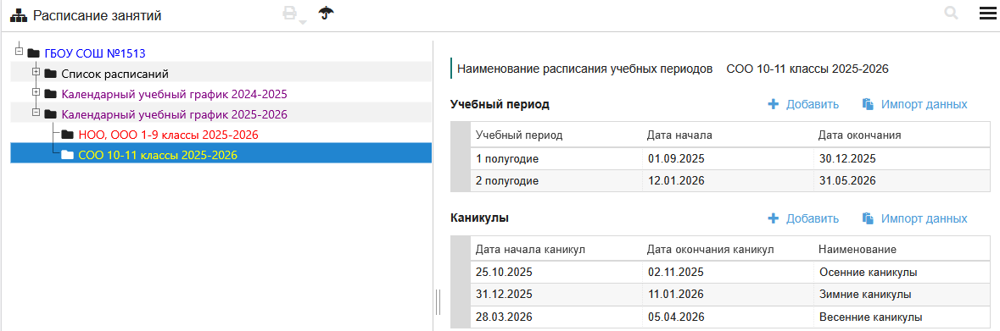 Расписание занятий
ГБОУ СОШ №1513
Список расписаний
Календарный учебный график 2024-2025
Календарный учебный график 2025-2026
НОО, ООО 1-9 классы 2025-2026
СОО 10-11 классы 2025-2026
Наименование расписания учебных периодов СОО 10-11 классы 2025-2026
Учебный период Добавить Импорт данных
Учебный период Дата начала Дата окончания
1 полугодие 01.09.2025 30.12.2025
2 полугодие 12.01.2026 31.05.2026
Каникулы Добавить Импорт данных
Дата начала каникул Дата окончания каникул Наименование
25.10.2025 02.11.2025 Осенние каникулы
31.12.2025 11.01.2026 Зимние каникулы
28.03.2026 05.04.2026 Весенние каникулы